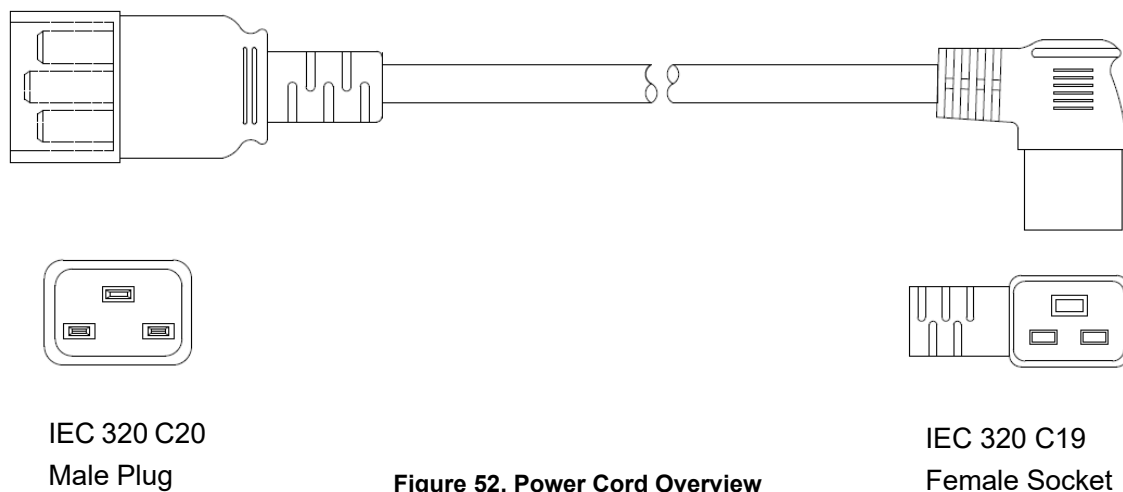 IEC 320 C20
Male Plug
Figure 52. Power Cord Overview
IEC 320 C19
Female Socket